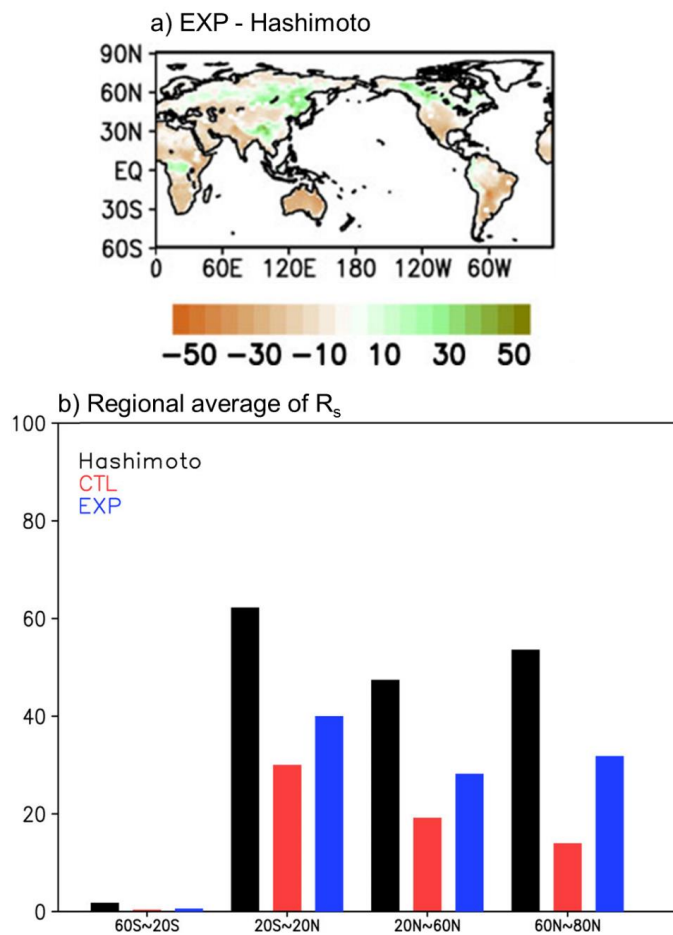 a) EXP - Hashimoto
90N
60N
30N
EQ
30S
60S
0 60E 120E 180 120W 60W
-50 -30 -10 10 30 50
b) Regional average of Rs
100
Hashimoto
CTL
EXP
80
60
40
20
0
60S~20S 20S~20N 20N~60N 60N~80N